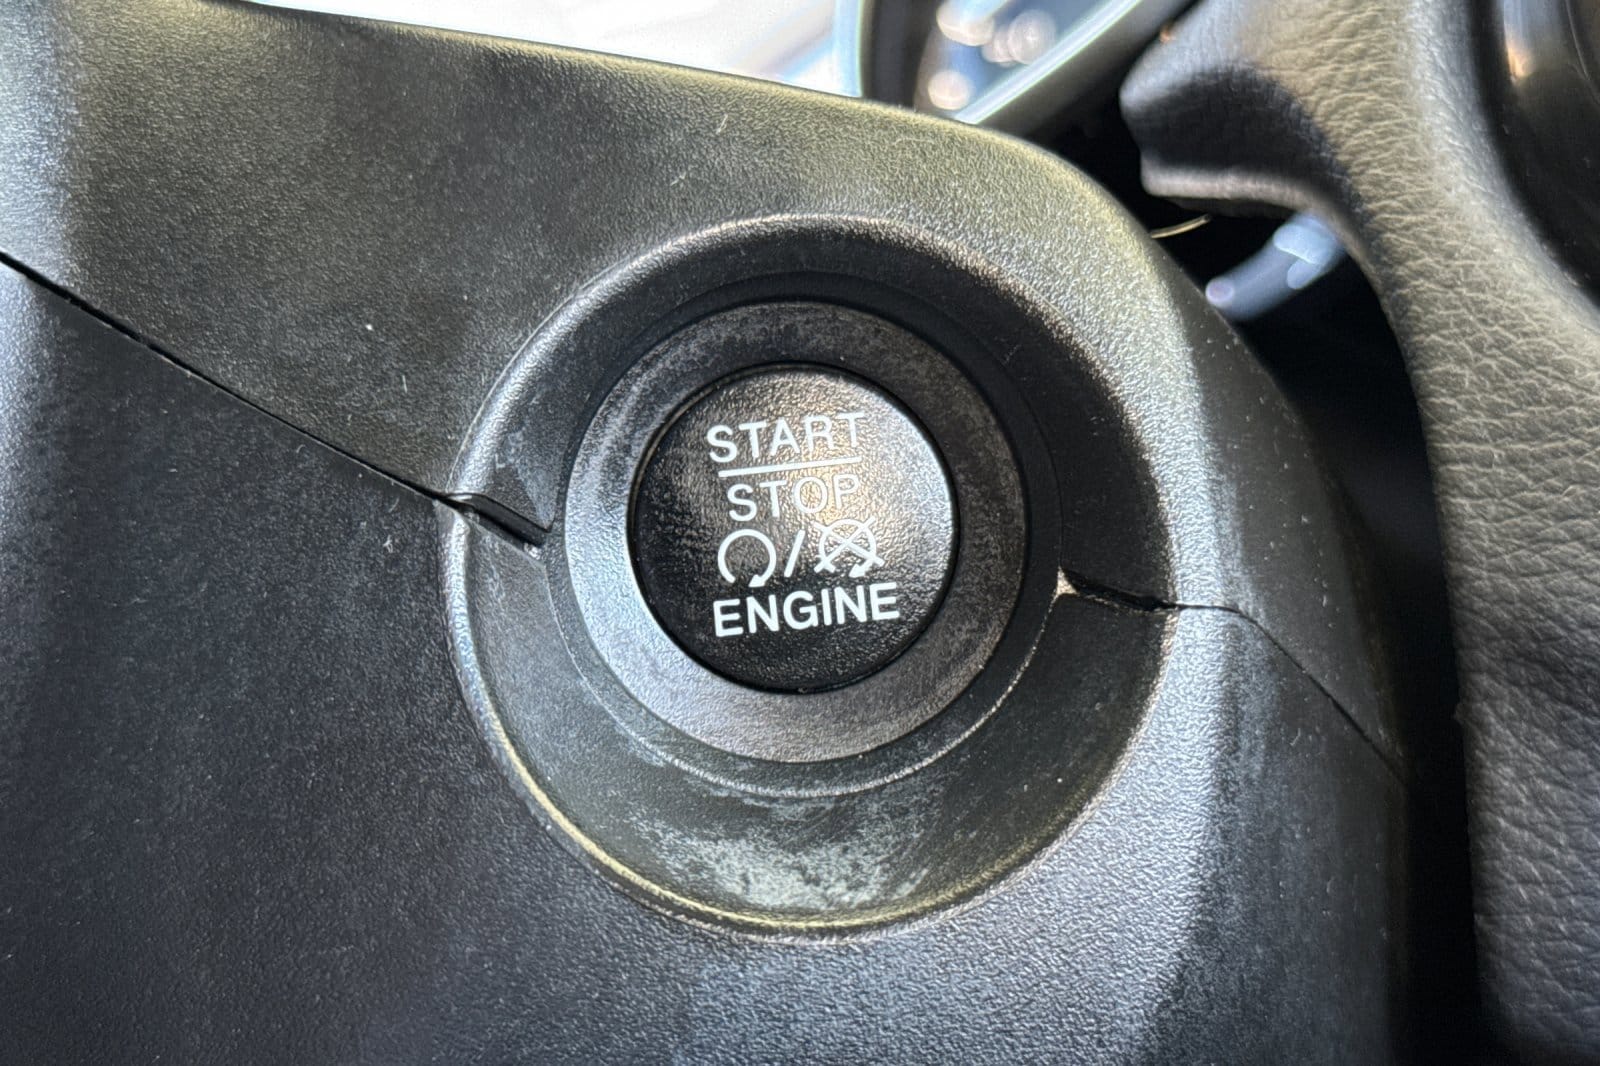 START
STOP
/
ENGINE